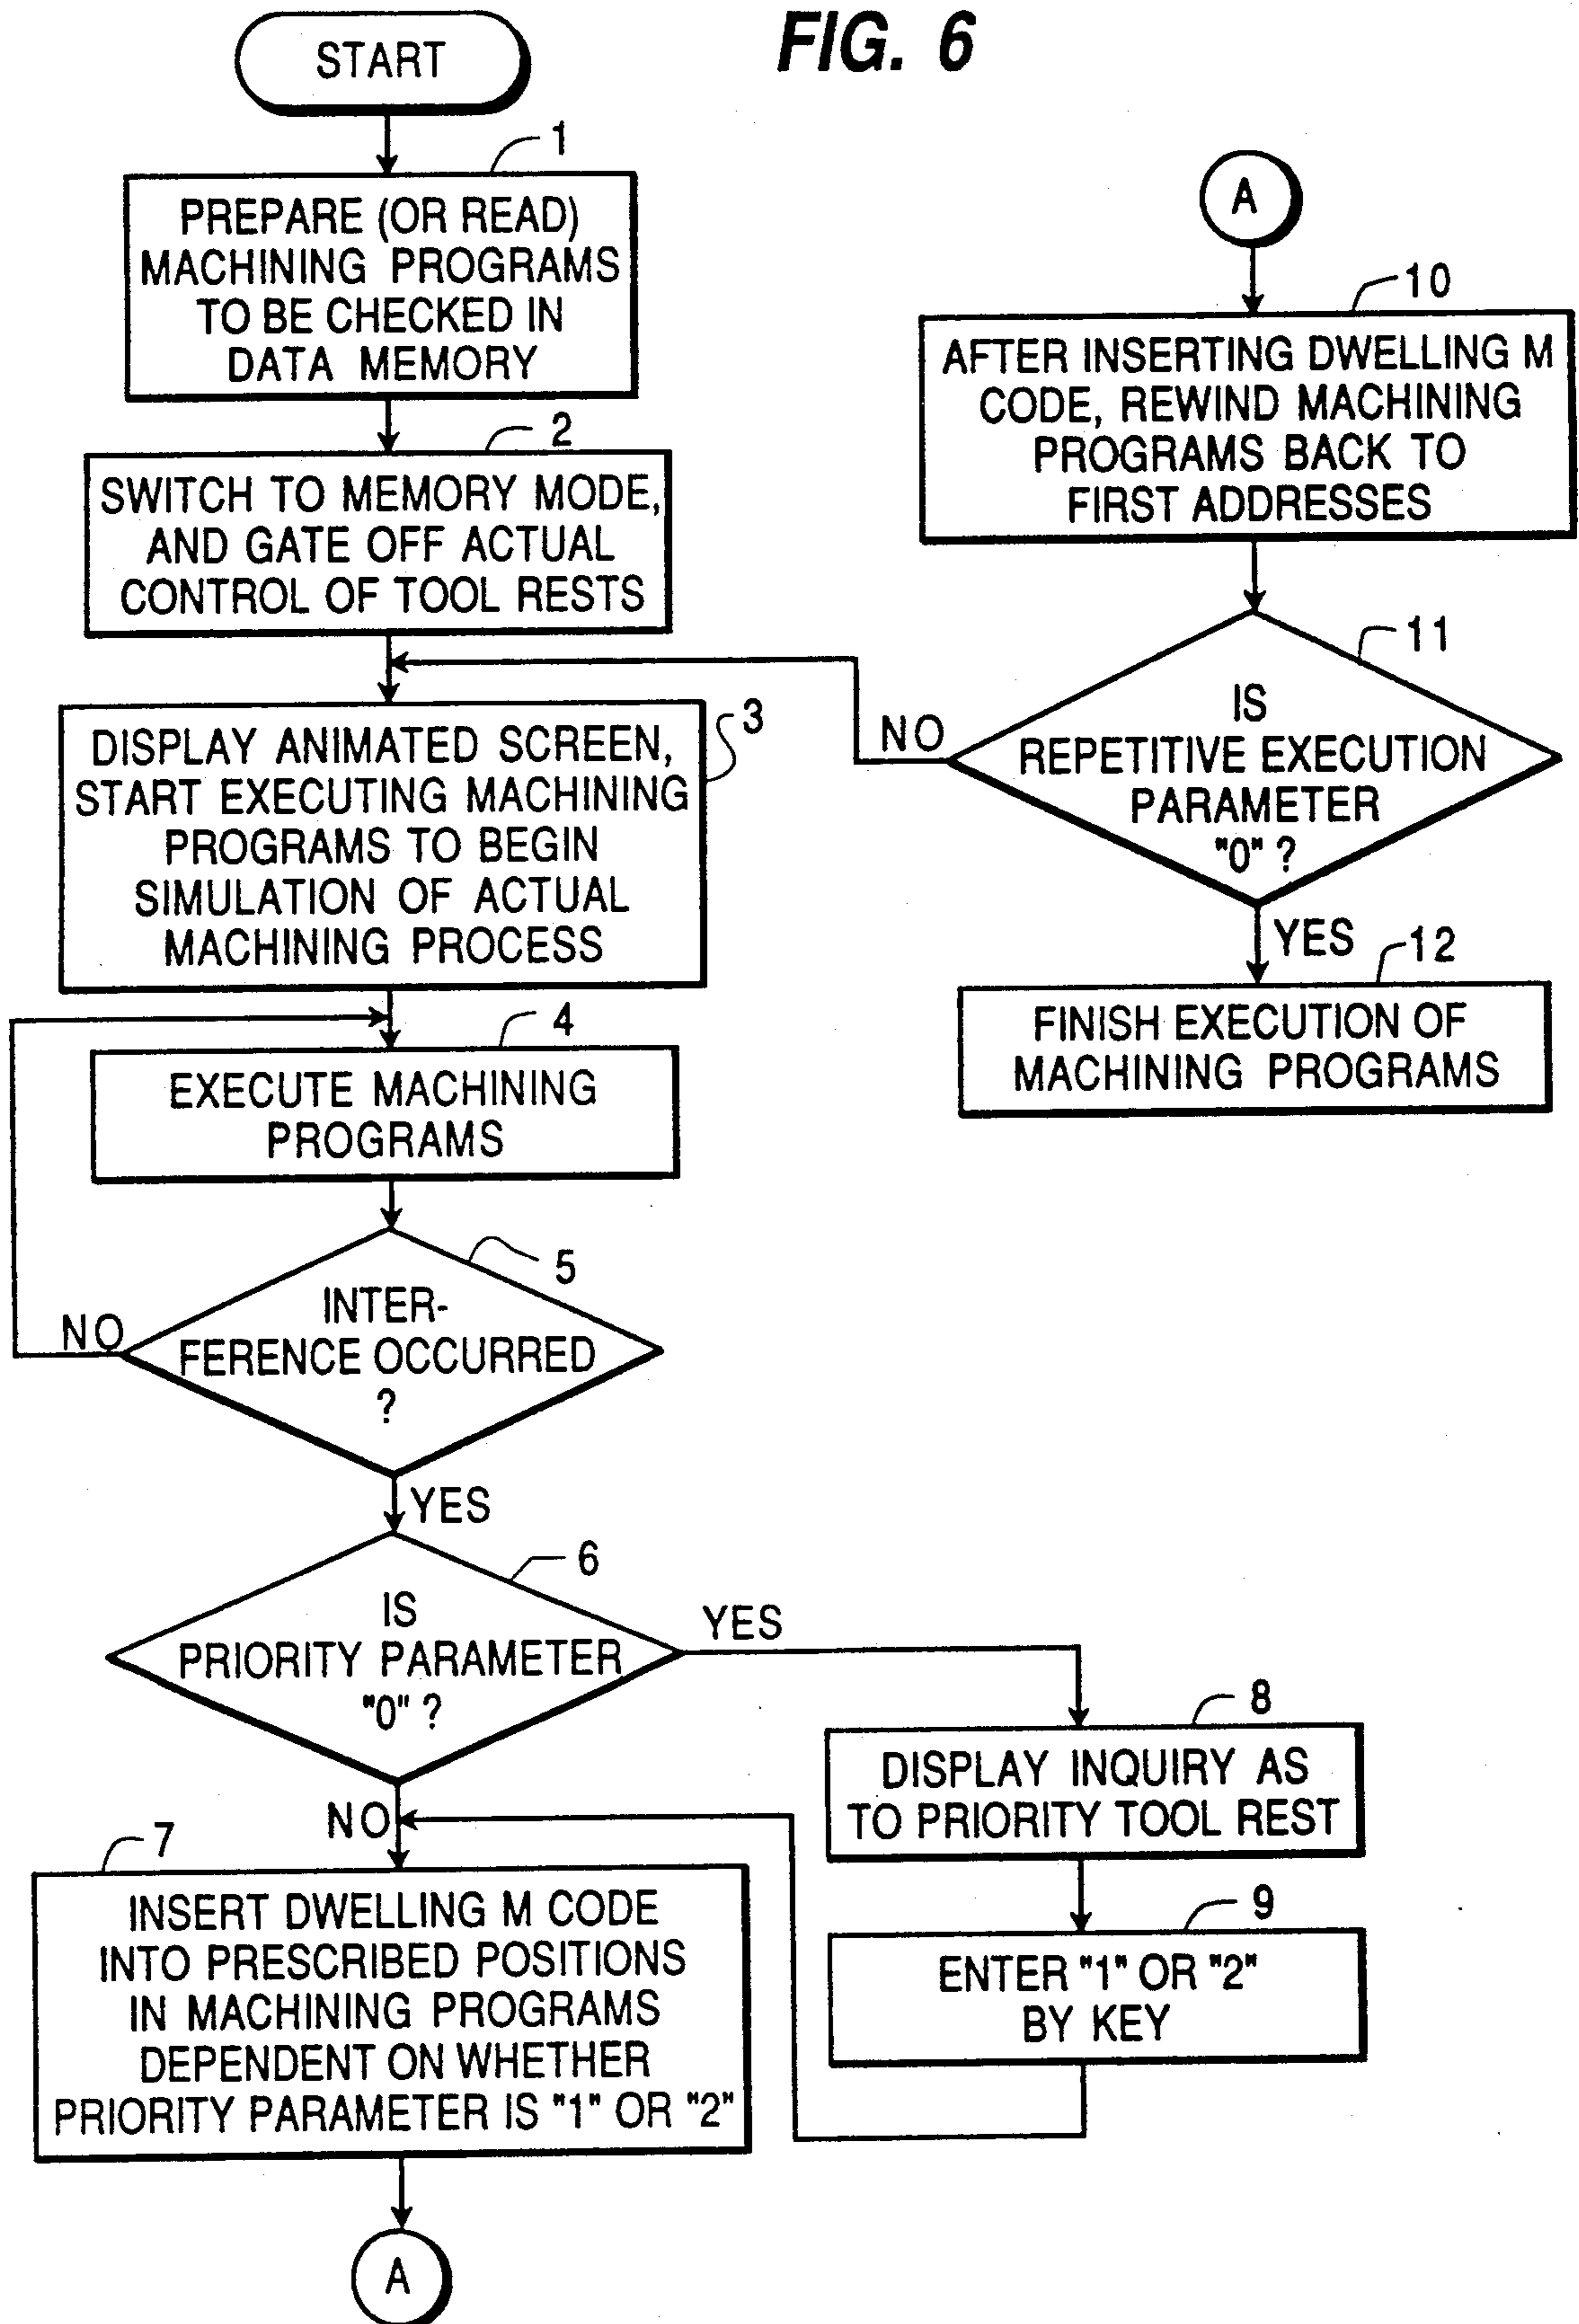 FIG. 6
START
1
PREPARE (OR READ)
MACHINING PROGRAMS
TO BE CHECKED IN
DATA MEMORY
2
SWITCH TO MEMORY MODE,
AND GATE OFF ACTUAL
CONTROL OF TOOL RESTS
3
DISPLAY ANIMATED SCREEN,
START EXECUTING MACHINING
PROGRAMS TO BEGIN
SIMULATION OF ACTUAL
MACHINING PROCESS
4
EXECUTE MACHINING
PROGRAMS
5
INTER-
FERENCE OCCURRED
?
NO
YES
6
IS
PRIORITY PARAMETER
"0" ?
YES
NO
7
INSERT DWELLING M CODE
INTO PRESCRIBED POSITIONS
IN MACHINING PROGRAMS
DEPENDENT ON WHETHER
PRIORITY PARAMETER IS "1" OR "2"
A
8
DISPLAY INQUIRY AS
TO PRIORITY TOOL REST
9
ENTER "1" OR "2"
BY KEY
A
10
AFTER INSERTING DWELLING M
CODE, REWIND MACHINING
PROGRAMS BACK TO
FIRST ADDRESSES
11
IS
REPETITIVE EXECUTION
PARAMETER
"0" ?
NO
YES
12
FINISH EXECUTION OF
MACHINING PROGRAMS